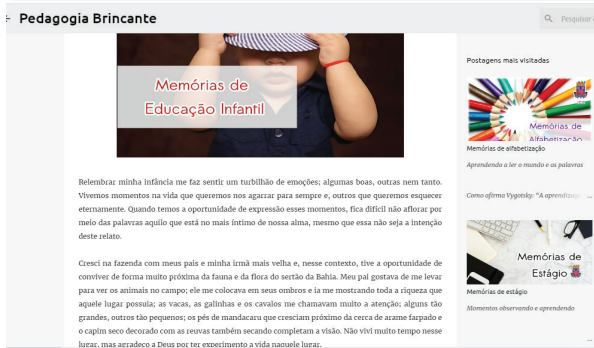 Pedagogia Brincante
Pesquisar
Memórias de
Educação Infantil
Relembrar minha infância me faz sentir um turbilhão de emoções; algumas boas, outras nem tanto.
Vivemos momentos na vida que queremos nos agarrar para sempre e, outros que queremos esquecer
eternamente. Quando temos a oportunidade de expressão esses momentos, fica difícil não aflorar por
meio das palavras aquilo que está no mais íntimo de nossa alma, mesmo que essa não seja a intenção
deste relato.
Cresci na fazenda com meus pais e minha irmã mais velha e, nesse contexto, tive a oportunidade de
conviver de forma muito próxima da fauna e da flora do sertão da Bahia. Meu pai gostava de me levar
para ver os animais no campo; ele me colocava em seus ombros e ia me mostrando toda a riqueza que
aquele lugar possuía; as vacas, as galinhas e os cavalos me chamavam muito a atenção; alguns tão
grandes, outros tão pequenos; os pés de mandacaru que cresciam próximo da cerca de arame farpado e
o capim seco decorado com as reuvas também secando completam a visão. Não vivi muito tempo nesse
lugar, mas agradeço a Deus por ter experimento a vida naquele lugar.
Postagens mais visitadas
Memórias de
Alfabetização
Memórias de alfabetização
Aprendendo a ler o mundo e as palavras
Como afirma Vygotsky: "A aprendizag ...
Memórias de
Estágio
Memórias de estágio
Momentos observando e aprendendo
...